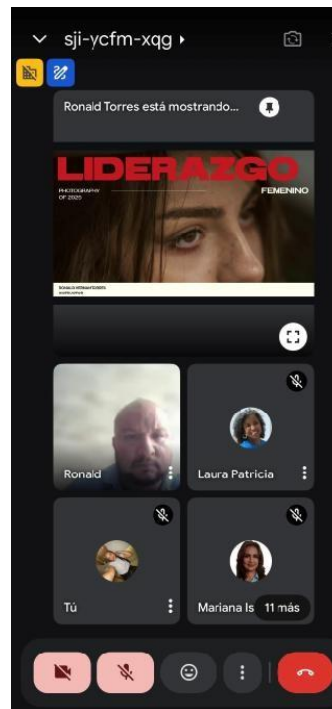 sji-ycfm-xqg
Ronald Torres está mostrando...
LIDERAZGO
PHOTOGRAPHY
OF 2025
FEMENINO
Ronald
Laura Patricia
Tú
Mariana Is
11 más